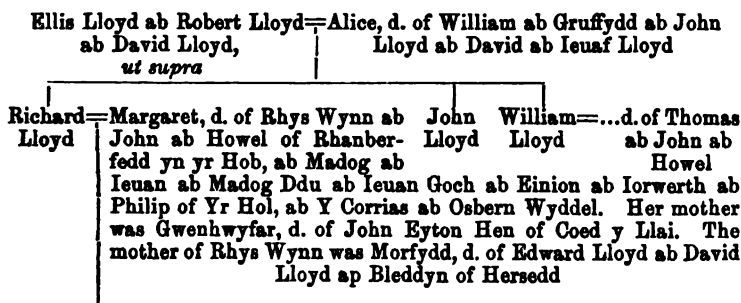 Ellis Lloyd ab Robert Lloyd=Alice, d. of William ab Gruffydd ab John
ab David Lloyd, Lloyd ab David ab Ieuaf Lloyd
ut supra
Richard=Margaret, d. of Rhys Wynn ab John William=...d. of Thomas
Lloyd John ab Howel of Rhanber- Lloyd Lloyd ab John ab
fedd yn yr Hob, ab Madog ab Howel
Ieuan ab Madog Ddu ab Ieuan Goch ab Einion ab Iorwerth ab
Philip of Yr Hol, ab Y Corrias ab Osbern Wyddel. Her mother
was Gwenhwyfar, d. of John Eyton Hen of Coed y Llai. The
mother of Rhys Wynn was Morfydd, d. of Edward Lloyd ab David
Lloyd ap Bleddyn of Hersedd